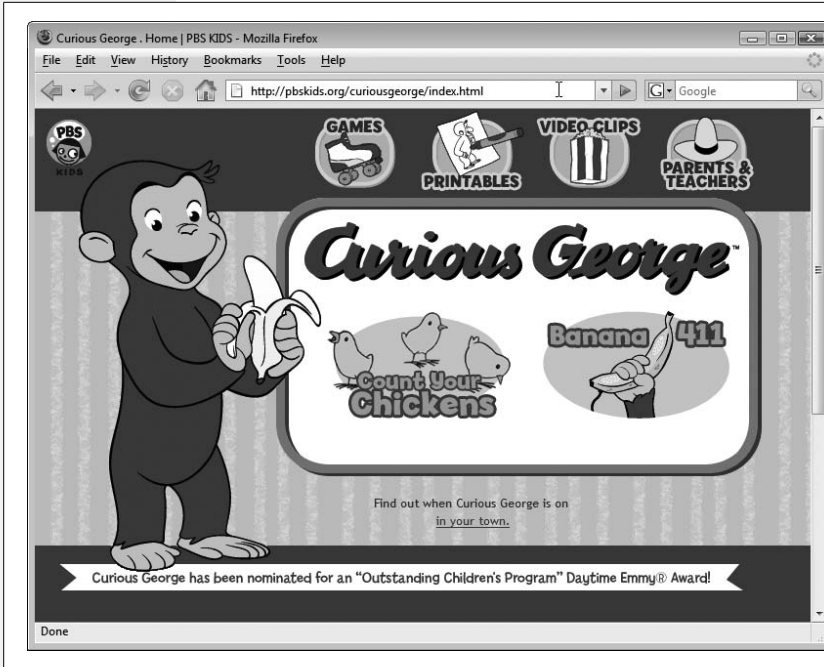 Curious George . Home | PBS KIDS - Mozilla Firefox
File Edit View History Bookmarks Tools Help
http://pbskids.org/curiousgeorge/index.html
G Google
PBS
KIDS
GAMES
PRINTABLES
VIDEO CLIPS
PARENTS &
TEACHERS
Curious George™
Count Your
Chickens
Banana 411
Find out when Curious George is on
in your town.
Curious George has been nominated for an “Outstanding Children's Program” Daytime Emmy® Award!
Done